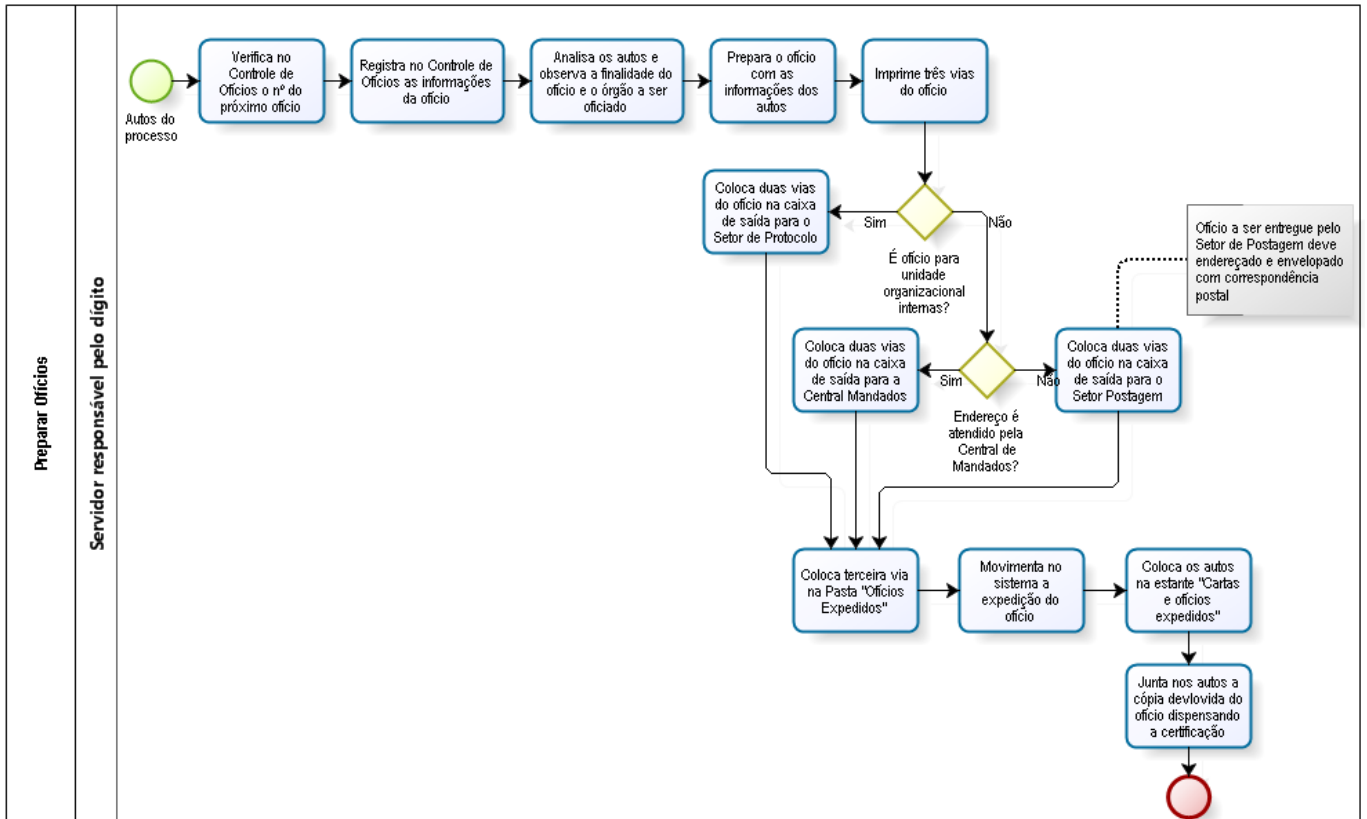 Preparar Ofícios
Servidor responsável pelo dígito
Autos do
processo
Verifica no
Controle de
Ofícios o nº do
próximo ofício
Registra no Controle de
Ofícios as informações
da ofício
Analisa os autos e
observa a finalidade do
ofício e o órgão a ser
oficiado
Prepara o ofício
com as
informações dos
autos
Imprime três vias
do ofício
É ofício para
unidade
organizacional
internas?
Sim
Não
Coloca duas vias
do ofício na caixa
de saída para o
Setor de Protocolo
Endereço é
atendido pela
Central de
Mandados?
Sim
Não
Coloca duas vias
do ofício na caixa
de saída para a
Central Mandados
Coloca duas vias
do ofício na caixa
de saída para o
Setor Postagem
Ofício a ser entregue pelo
Setor de Postagem deve
endereçado e envelopado
com correspondência
postal
Coloca terceira via
na Pasta "Ofícios
Expedidos"
Movimenta no
sistema a
expedição do
ofício
Coloca os autos
na estante "Cartas
e ofícios
expedidos"
Junta nos autos a
cópia devlovida do
ofício dispensando
a certificação